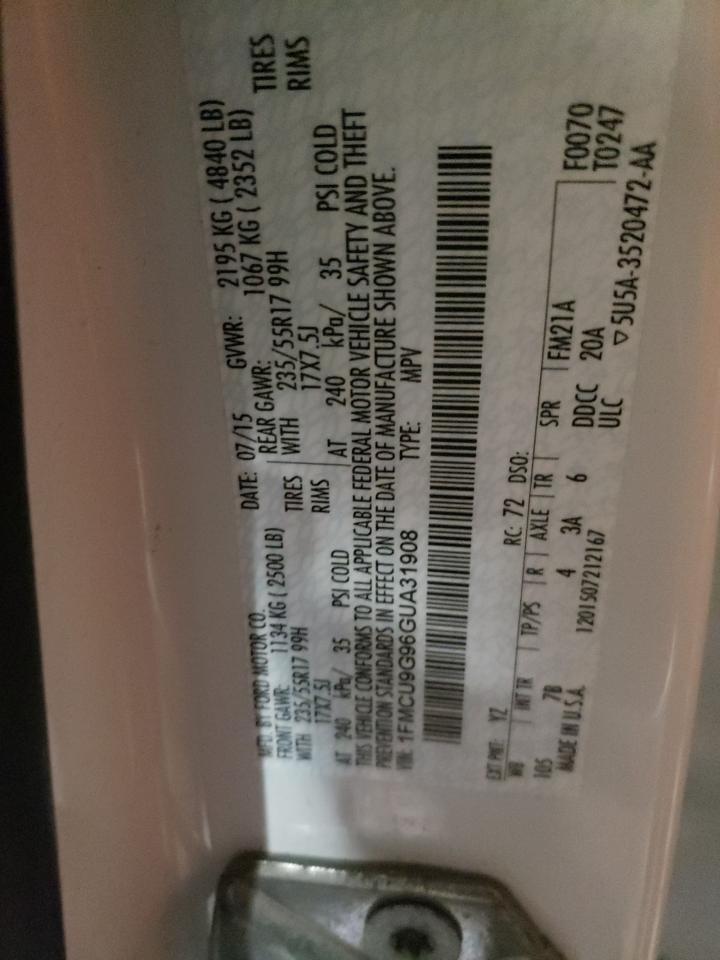 MFD. BY FORD MOTOR CO.
DATE: 07/15 GVWR: 2195 KG ( 4840 LB)
FRONT GAWR: 1134 KG ( 2500 LB) REAR GAWR: 1067 KG ( 2352 LB)
WITH 235/55R17 99H TIRES WITH 235/55R17 99H TIRES
17X7.5J RIMS 17X7.5J RIMS
AT 240 kPa/ 35 PSI COLD AT 240 kPa/ 35 PSI COLD
THIS VEHICLE CONFORMS TO ALL APPLICABLE FEDERAL MOTOR VEHICLE SAFETY AND THEFT
PREVENTION STANDARDS IN EFFECT ON THE DATE OF MANUFACTURE SHOWN ABOVE.
VIN: 1FMCU9G96GUA31908 TYPE: MPV
EXT PNT: YZ RC: 72 DSO:
WB INT TR TP/PS R AXLE TR SPR FM21A F0070
105 7B 4 3A 6 DDCC 20A T0247
MADE IN U.S.A. 1201507212167 ULC ▽ 5U5A-3520472-AA